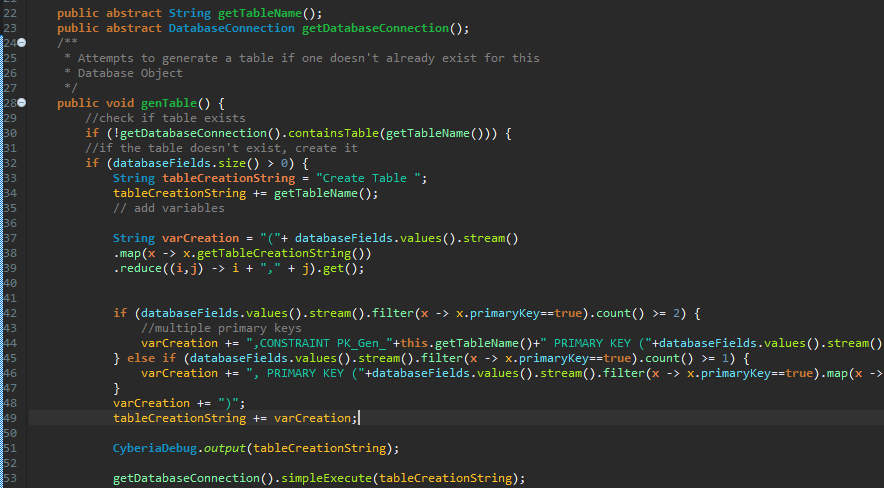 22 public abstract String getTableName();
23 public abstract DatabaseConnection getDatabaseConnection();
24 /**
25 * Attempts to generate a table if one doesn't already exist for this
26 * Database Object
27 */
28 public void genTable() {
29 //check if table exists
30 if (!getDatabaseConnection().containsTable(getTableName())) {
31 //if the table doesn't exist, create it
32 if (databaseFields.size() > 0) {
33 String tableCreationString = "Create Table ";
34 tableCreationString += getTableName();
35 // add variables
36
37 String varCreation = "("+ databaseFields.values().stream()
38 .map(x -> x.getTableCreationString())
39 .reduce((i,j) -> i + "," + j).get();
40
41
42 if (databaseFields.values().stream().filter(x -> x.primaryKey==true).count() >= 2) {
43 //multiple primary keys
44 varCreation += ",CONSTRAINT PK_Gen_"+this.getTableName()+" PRIMARY KEY ("+databaseFields.values().stream()
45 } else if (databaseFields.values().stream().filter(x -> x.primaryKey==true).count() >= 1) {
46 varCreation += ", PRIMARY KEY ("+databaseFields.values().stream().filter(x -> x.primaryKey==true).map(x ->
47 }
48 varCreation += ")";
49 tableCreationString += varCreation;
50
51 CyberiaDebug.output(tableCreationString);
52
53 getDatabaseConnection().simpleExecute(tableCreationString);